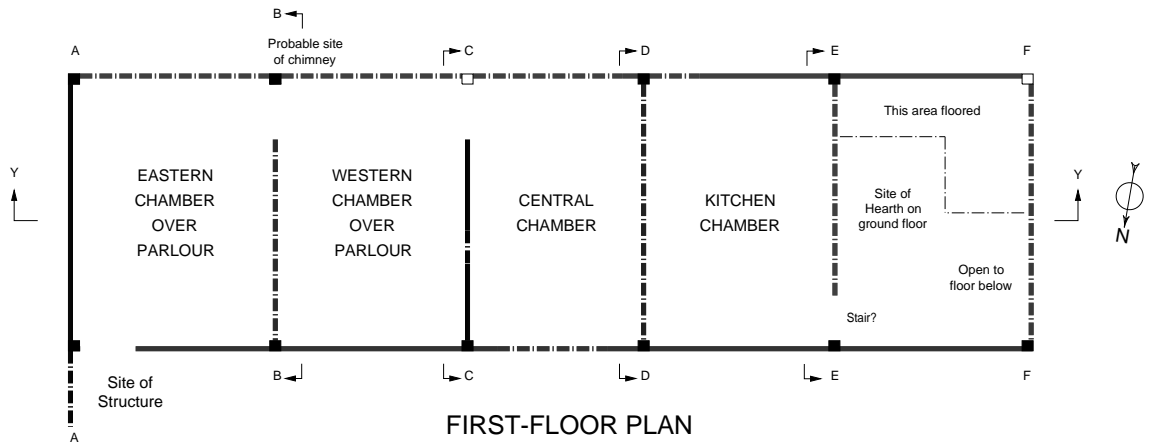 B
A
Probable site
of chimney
C
D
E
F
This area floored
Y
EASTERN
CHAMBER
OVER
PARLOUR
WESTERN
CHAMBER
OVER
PARLOUR
CENTRAL
CHAMBER
KITCHEN
CHAMBER
Site of
Hearth on
ground floor
Y
N
Open to
floor below
Stair?
B
C
D
E
F
Site of
Structure
A
FIRST-FLOOR PLAN